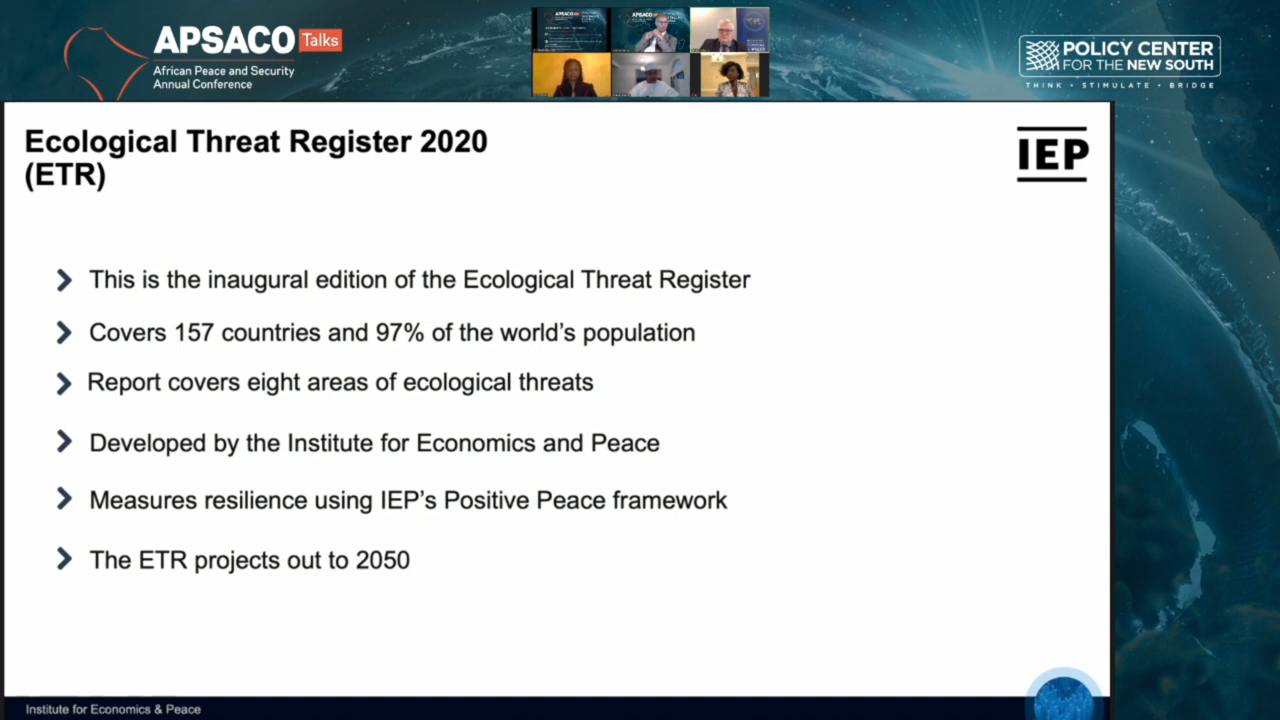 APSACO Talks
African Peace and Security
Annual Conference
POLICY CENTER
FOR THE NEW SOUTH
THINK • STIMULATE • BRIDGE
Ecological Threat Register 2020
(ETR)
IEP
This is the inaugural edition of the Ecological Threat Register
Covers 157 countries and 97% of the world's population
Report covers eight areas of ecological threats
Developed by the Institute for Economics and Peace
Measures resilience using IEP's Positive Peace framework
The ETR projects out to 2050
Institute for Economics & Peace